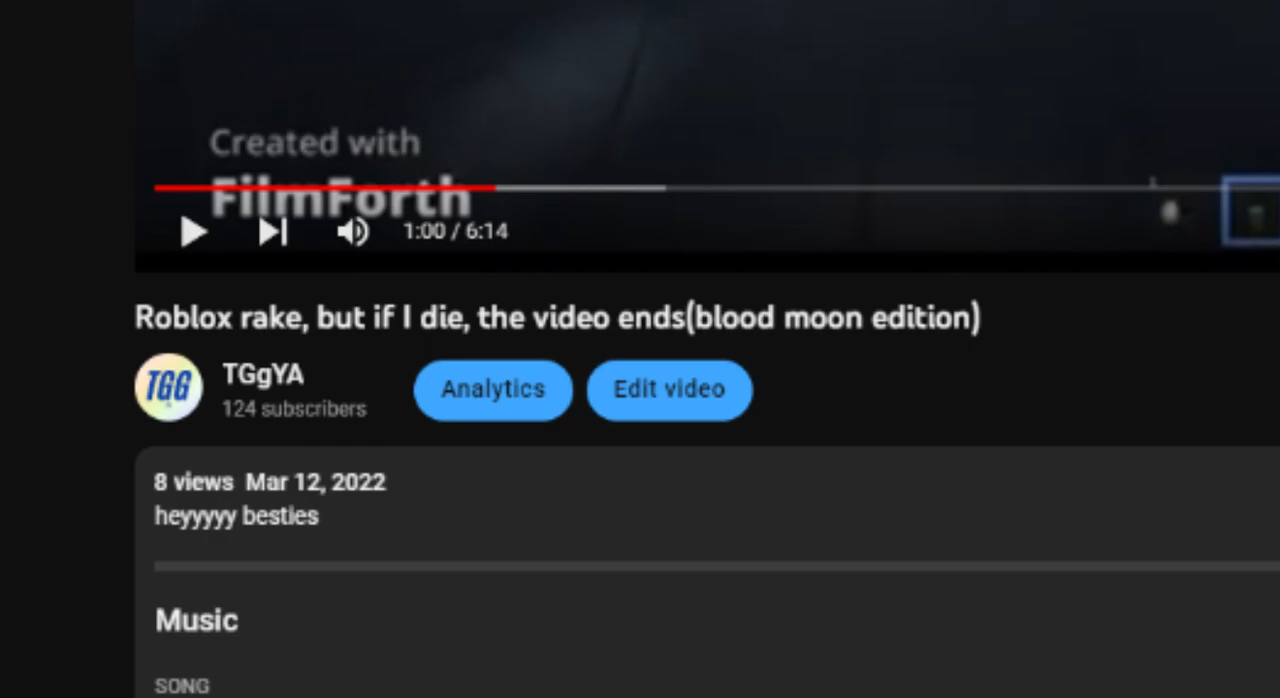 Created with
FilmForth
1:00 / 6:14
Roblox rake, but if I die, the video ends(blood moon edition)
TGG
TGgYA
124 subscribers
Analytics
Edit video
8 views Mar 12, 2022
heyyyyy besties
Music
SONG